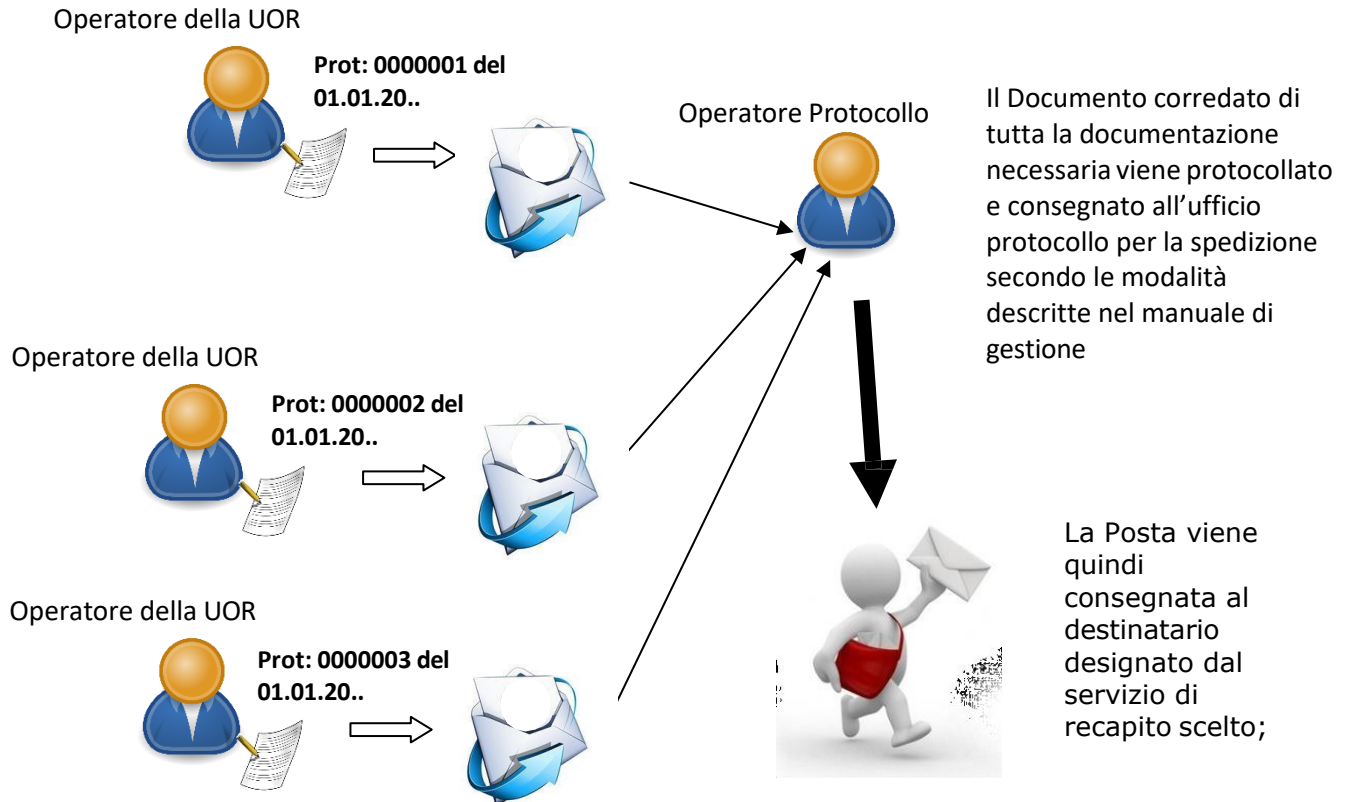 Operatore della UOR
Prot: 0000001 del
01.01.20..
Operatore Protocollo
Il Documento corredato di
tutta la documentazione
necessaria viene protocollato
e consegnato all’ufficio
protocollo per la spedizione
secondo le modalità
descritte nel manuale di
gestione
Operatore della UOR
Prot: 0000002 del
01.01.20..
La Posta viene
quindi
consegnata al
destinatario
designato dal
servizio di
recapito scelto;
Operatore della UOR
Prot: 0000003 del
01.01.20..